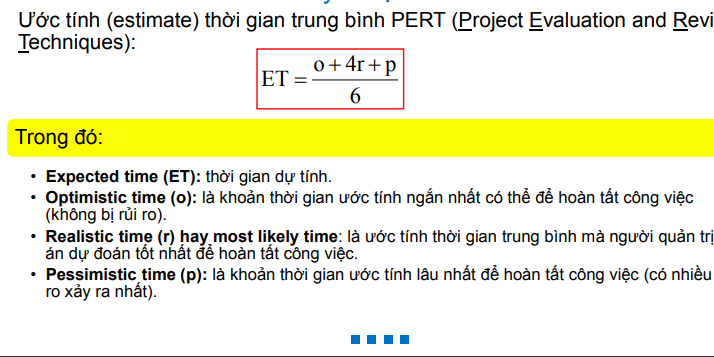 Ước tính (estimate) thời gian trung bình PERT (Project Evaluation and Revi
Techniques):
ET = (o + 4r + p) / 6
Trong đó:
• Expected time (ET): thời gian dự tính.
• Optimistic time (o): là khoản thời gian ước tính ngắn nhất có thể để hoàn tất công việc
(không bị rủi ro).
• Realistic time (r) hay most likely time: là ước tính thời gian trung bình mà người quản trị
án dự đoán tốt nhất để hoàn tất công việc.
• Pessimistic time (p): là khoản thời gian ước tính lâu nhất để hoàn tất công việc (có nhiều
ro xảy ra nhất).